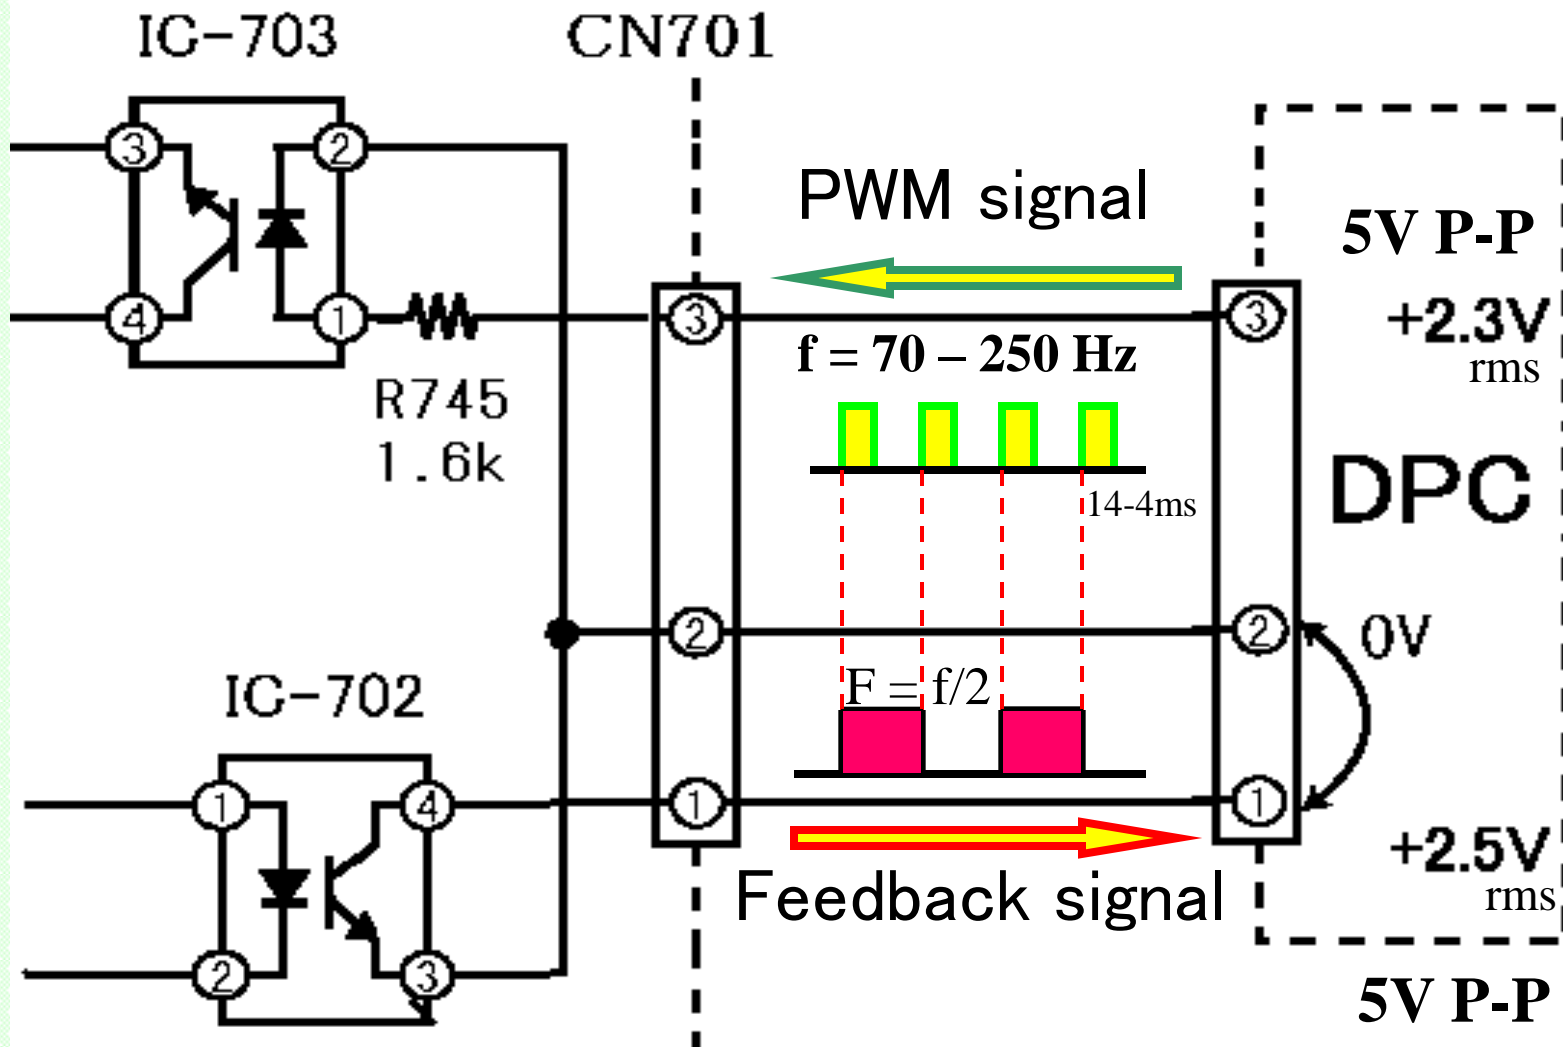 IC-703
CN701
3
2
4
1
R745
1.6k
PWM signal
f = 70 – 250 Hz
14-4ms
F = f/2
Feedback signal
3
2
1
3
2
1
5V P-P
+2.3V
rms
DPC
0V
+2.5V
rms
5V P-P
IC-702
1
4
2
3